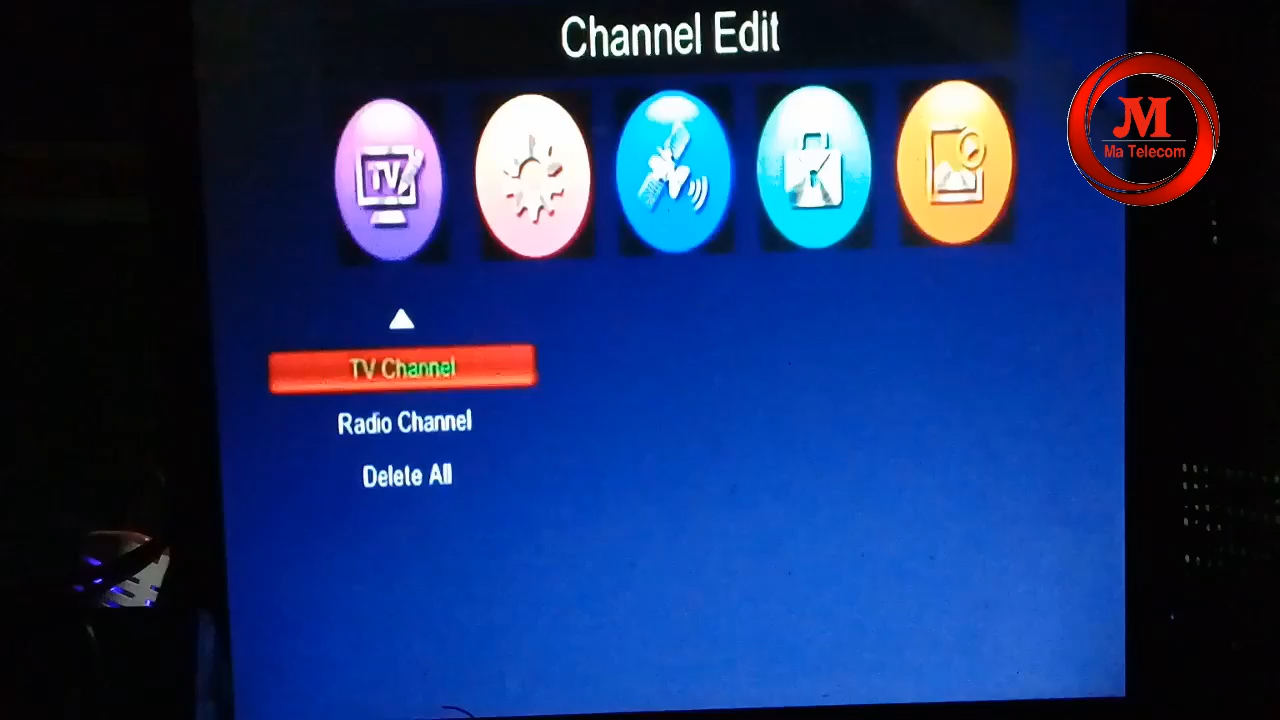 Channel Edit
TV
M
Ma Telecom
TV Channel
Radio Channel
Delete All